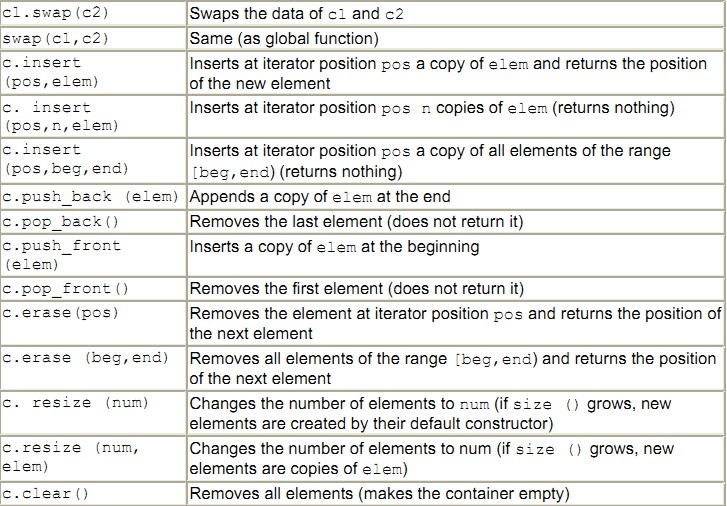 cl.swap(c2) Swaps the data of cl and c2
swap(cl,c2) Same (as global function)
c.insert Inserts at iterator position pos a copy of elem and returns the position
(pos,elem) of the new element
c. insert Inserts at iterator position pos n copies of elem (returns nothing)
(pos,n,elem)
c.insert Inserts at iterator position pos a copy of all elements of the range
(pos,beg,end) [beg,end) (returns nothing)
c.push_back (elem) Appends a copy of elem at the end
c.pop_back() Removes the last element (does not return it)
c.push_front Inserts a copy of elem at the beginning
(elem)
c.pop_front() Removes the first element (does not return it)
c.erase(pos) Removes the element at iterator position pos and returns the position of
the next element
c.erase (beg,end) Removes all elements of the range [beg,end) and returns the position
of the next element
c. resize (num) Changes the number of elements to num (if size () grows, new
elements are created by their default constructor)
c.resize (num, Changes the number of elements to num (if size () grows, new
elem) elements are copies of elem)
c.clear() Removes all elements (makes the container empty)